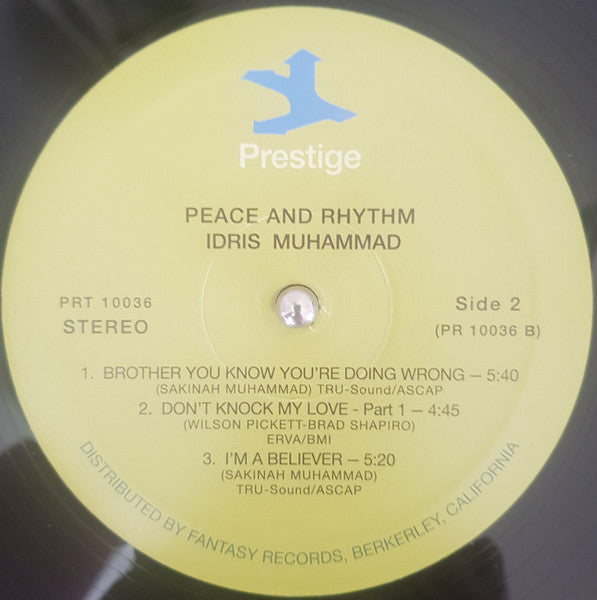 Prestige
PEACE AND RHYTHM
IDRIS MUHAMMAD
PRT 10036
STEREO
Side 2
(PR 10036 B)
1. BROTHER YOU KNOW YOU'RE DOING WRONG – 5:40
(SAKINAH MUHAMMAD) TRU-Sound/ASCAP
2. DON'T KNOCK MY LOVE - Part 1 – 4:45
(WILSON PICKETT-BRAD SHAPIRO)
ERVA/BMI
3. I'M A BELIEVER – 5:20
(SAKINAH MUHAMMAD)
TRU-Sound/ASCAP
DISTRIBUTED BY FANTASY RECORDS, BERKERLEY, CALIFORNIA